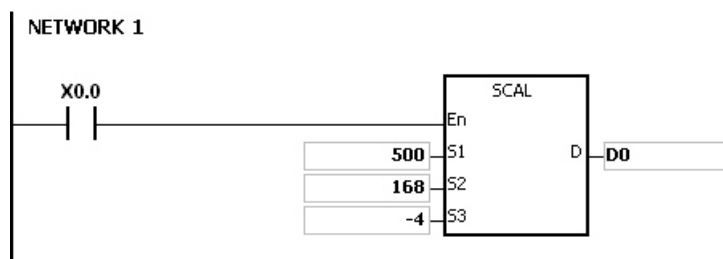 NETWORK 1
X0.0
SCAL
En
500 S1 D D0
168 S2
-4 S3